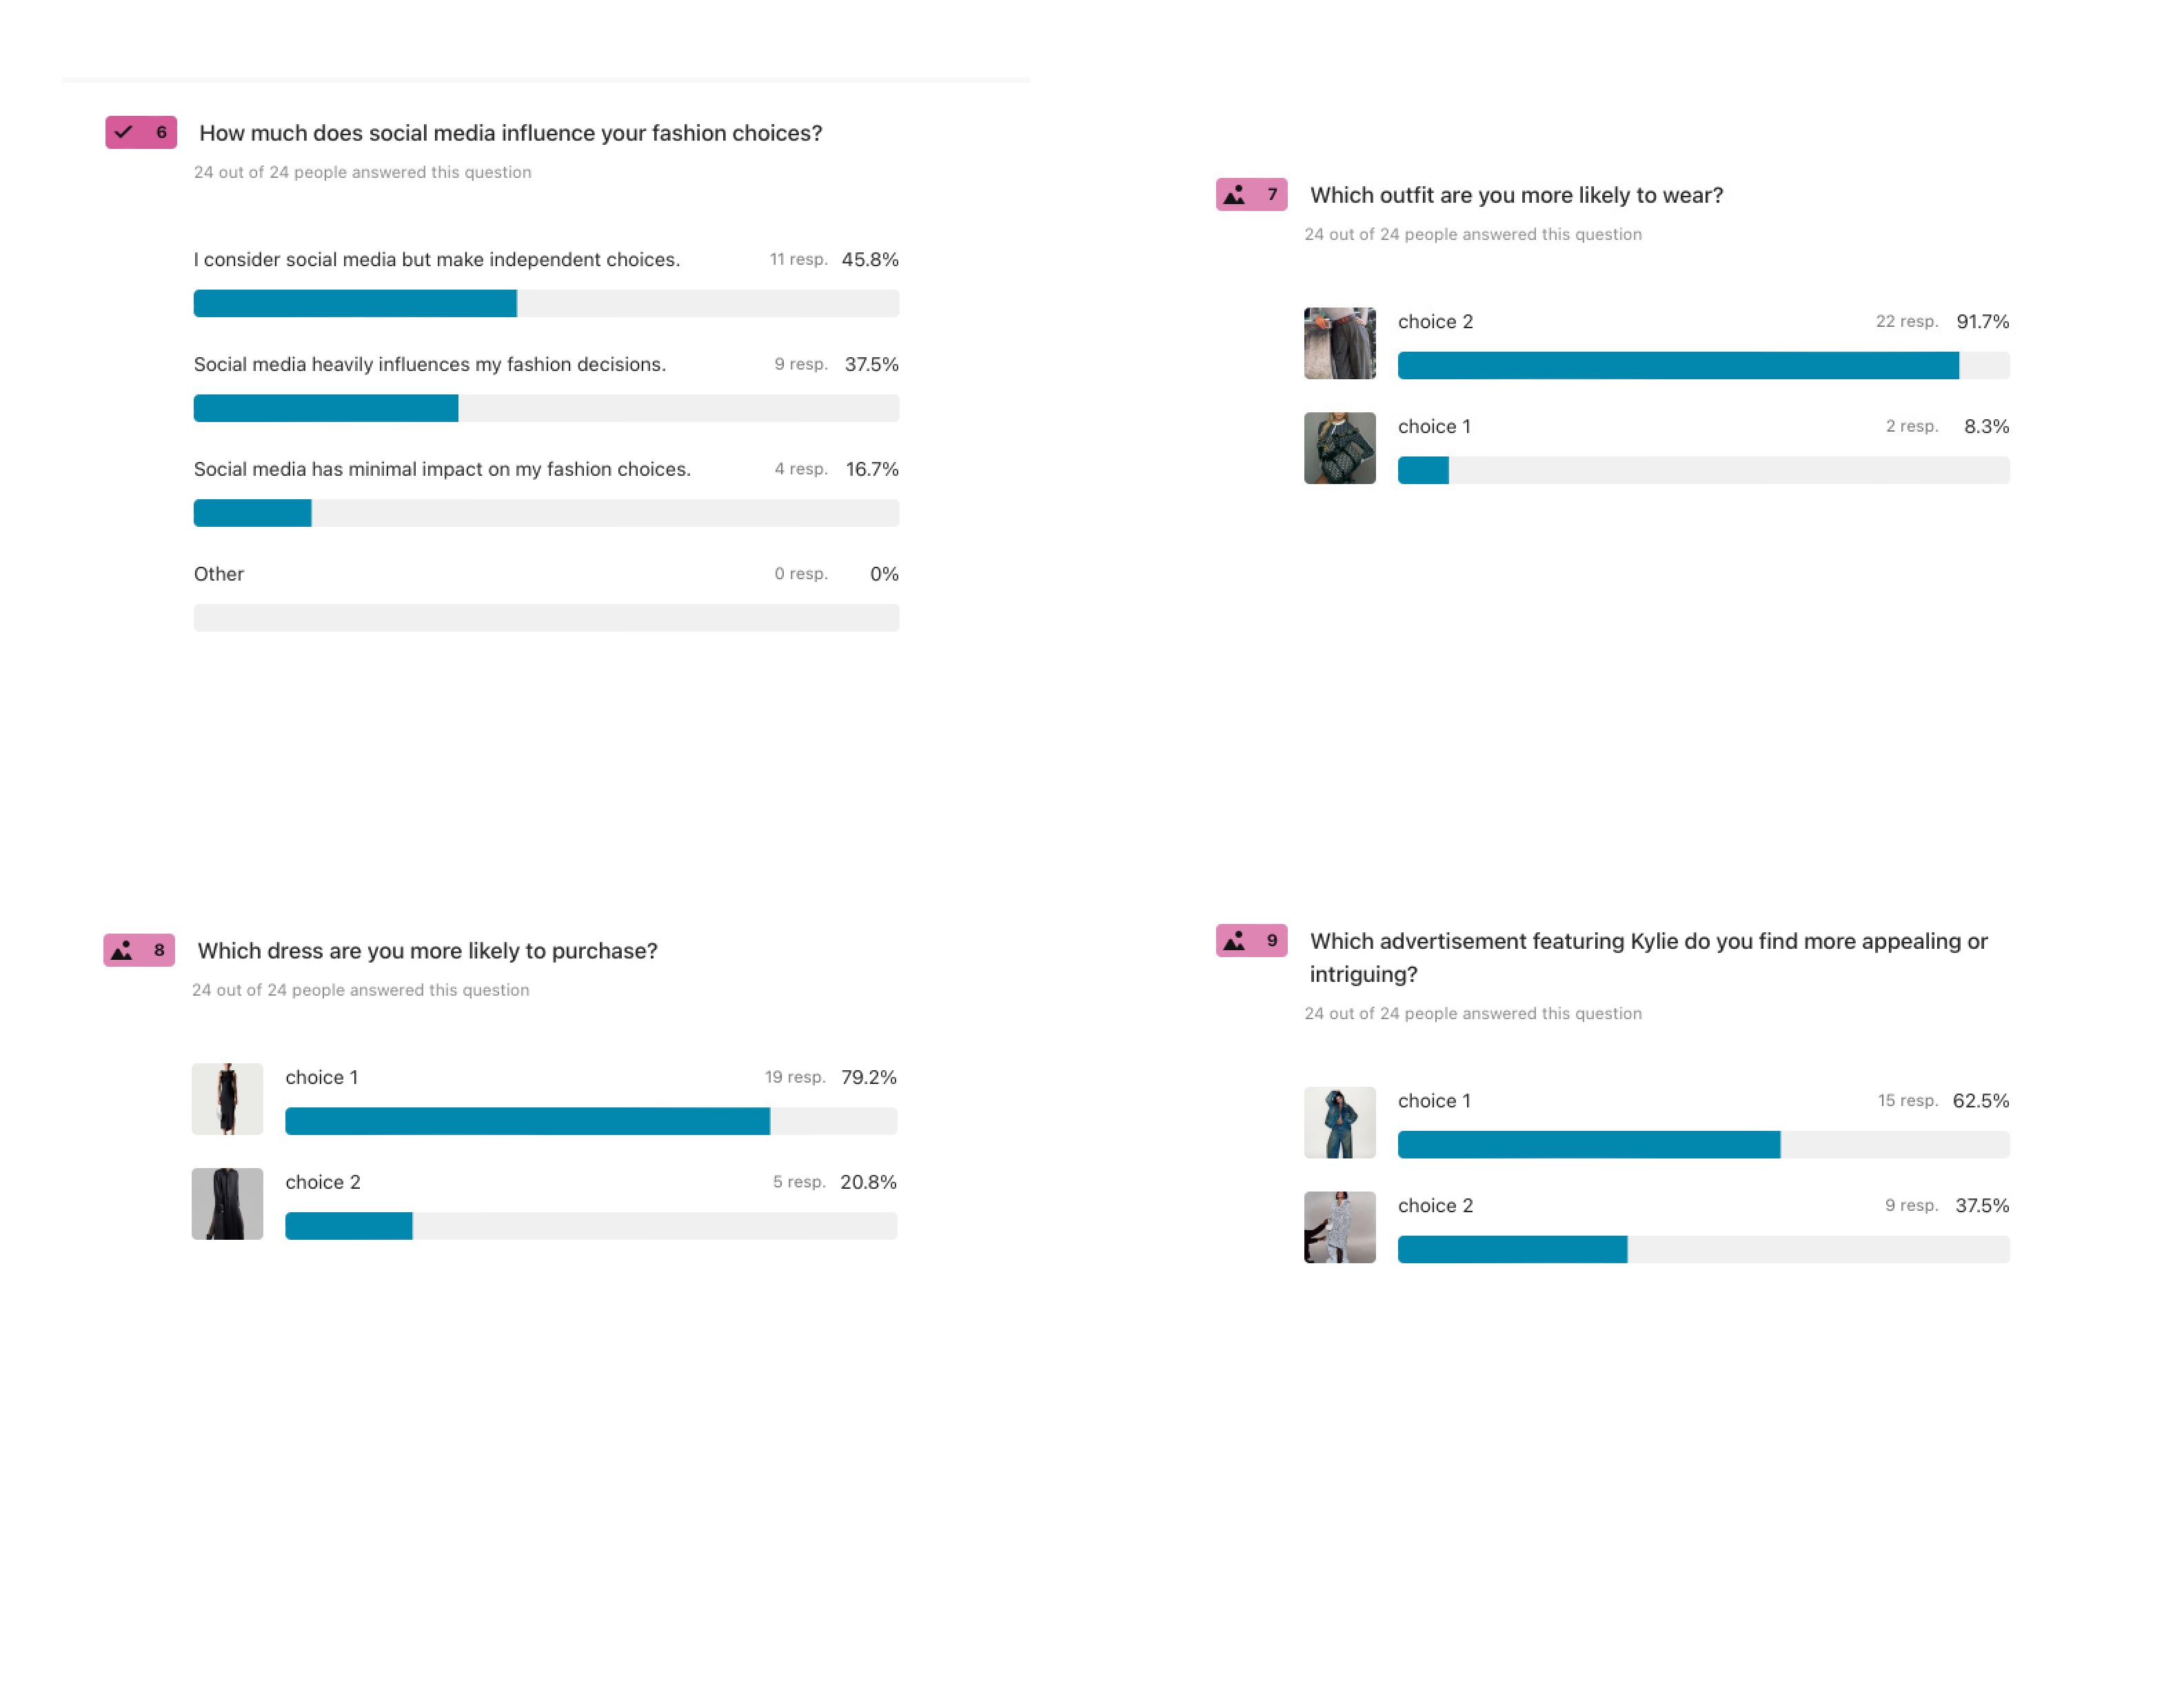 6 How much does social media influence your fashion choices?
24 out of 24 people answered this question
I consider social media but make independent choices. 11 resp. 45.8%
Social media heavily influences my fashion decisions. 9 resp. 37.5%
Social media has minimal impact on my fashion choices. 4 resp. 16.7%
Other 0 resp. 0%
7 Which outfit are you more likely to wear?
24 out of 24 people answered this question
choice 2 22 resp. 91.7%
choice 1 2 resp. 8.3%
8 Which dress are you more likely to purchase?
24 out of 24 people answered this question
choice 1 19 resp. 79.2%
choice 2 5 resp. 20.8%
9 Which advertisement featuring Kylie do you find more appealing or
intriguing?
24 out of 24 people answered this question
choice 1 15 resp. 62.5%
choice 2 9 resp. 37.5%